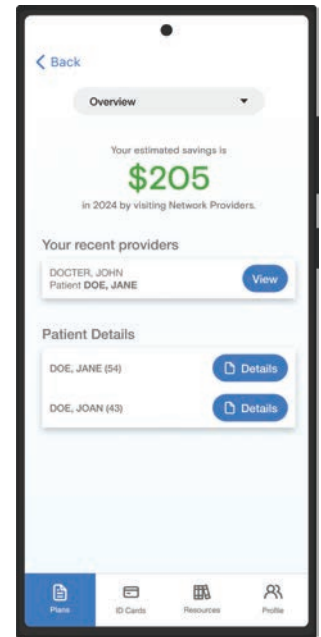 Back
Overview
Your estimated savings is
$205
in 2024 by visiting Network Providers.
Your recent providers
DOCTER, JOHN
Patient DOE, JANE
View
Patient Details
DOE, JANE (54)
Details
DOE, JOAN (43)
Details
Plans
ID Cards
Resources
Profile